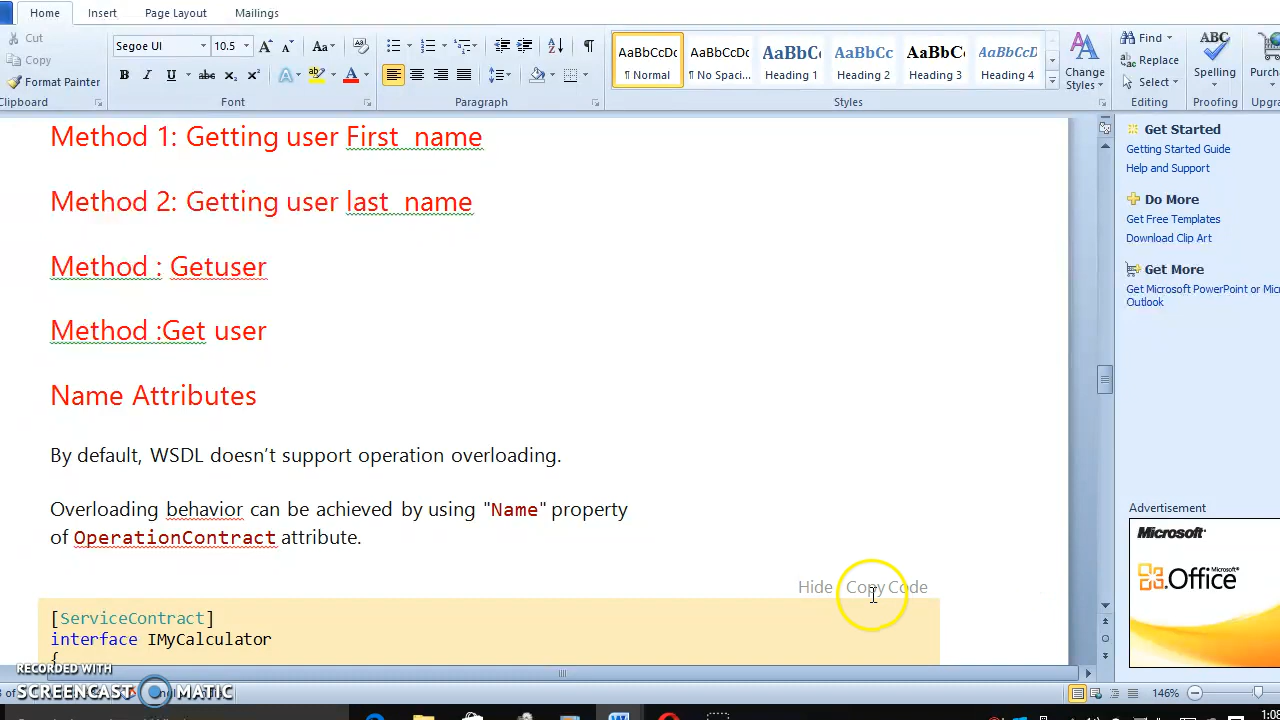 Home Insert Page Layout Mailings
Cut
Copy
Format Painter
Clipboard
Segoe UI 10.5
Font
Paragraph
AaBbCcDc AaBbCcDc AaBbCc AaBbCc AaBbC AaBbCcD
¶ Normal ¶ No Spaci... Heading 1 Heading 2 Heading 3 Heading 4
Change Styles
Styles
Find
Replace
Select
Editing
ABC
Spelling
Proofing
Method 1: Getting user First name
Method 2: Getting user last name
Method : Getuser
Method :Get user
Name Attributes
By default, WSDL doesn't support operation overloading.
Overloading behavior can be achieved by using "Name" property
of OperationContract attribute.
Hide Copy Code
[ServiceContract]
interface IMyCalculator
{
Get Started
Getting Started Guide
Help and Support
Do More
Get Free Templates
Download Clip Art
Get More
Get Microsoft PowerPoint or
Outlook
Advertisement
Microsoft
Office
Microsoft
RECORDED WITH
SCREENCAST MATIC
146%